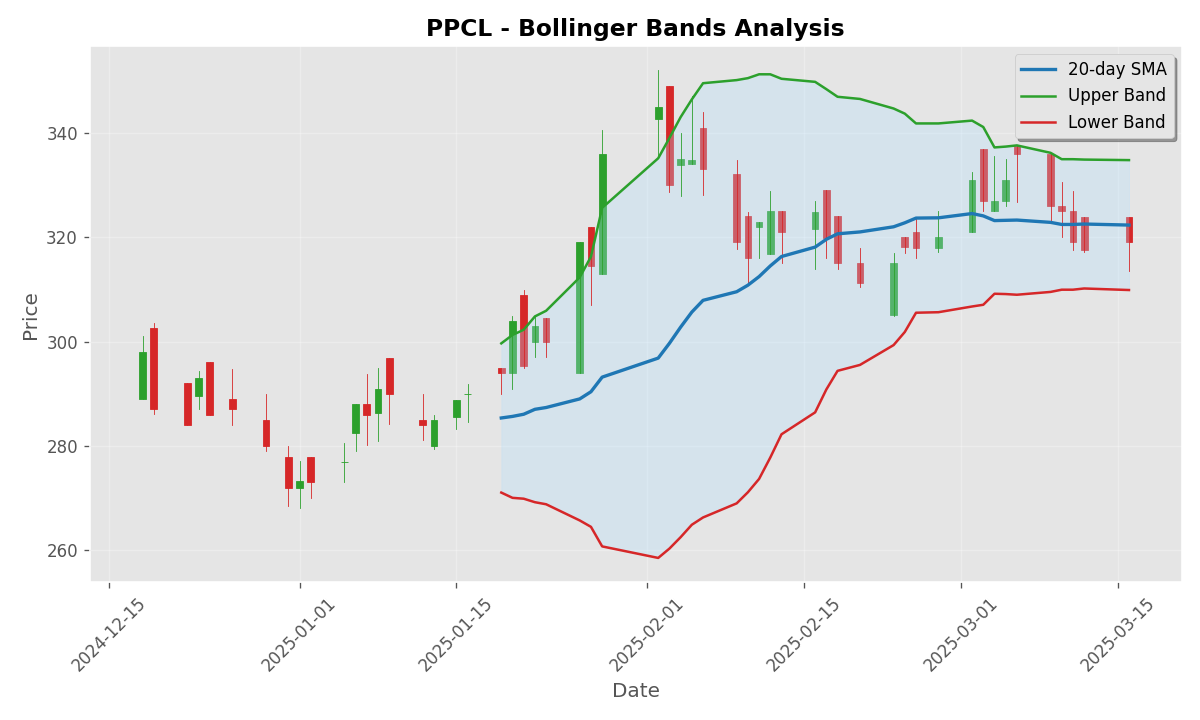 PPCL - Bollinger Bands Analysis
20-day SMA
Upper Band
Lower Band
Price
340
320
300
280
260
2024-12-15
2025-01-01
2025-01-15
2025-02-01
2025-02-15
2025-03-01
2025-03-15
Date